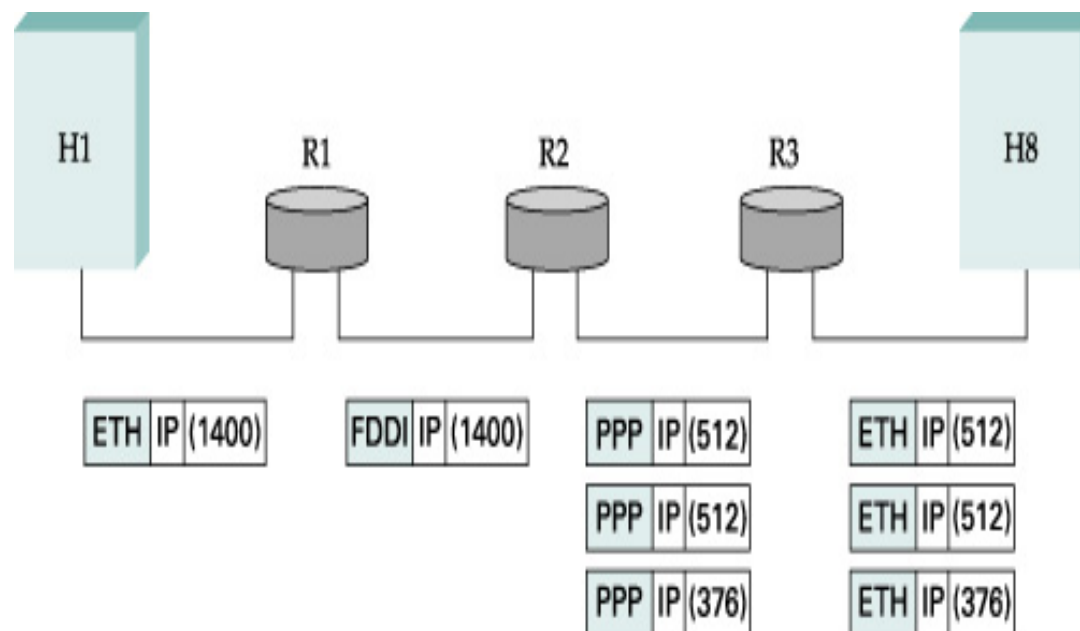 H1
R1
R2
R3
H8
ETH IP (1400)
FDDI IP (1400)
PPP IP (512)
ETH IP (512)
PPP IP (512)
ETH IP (512)
PPP IP (376)
ETH IP (376)